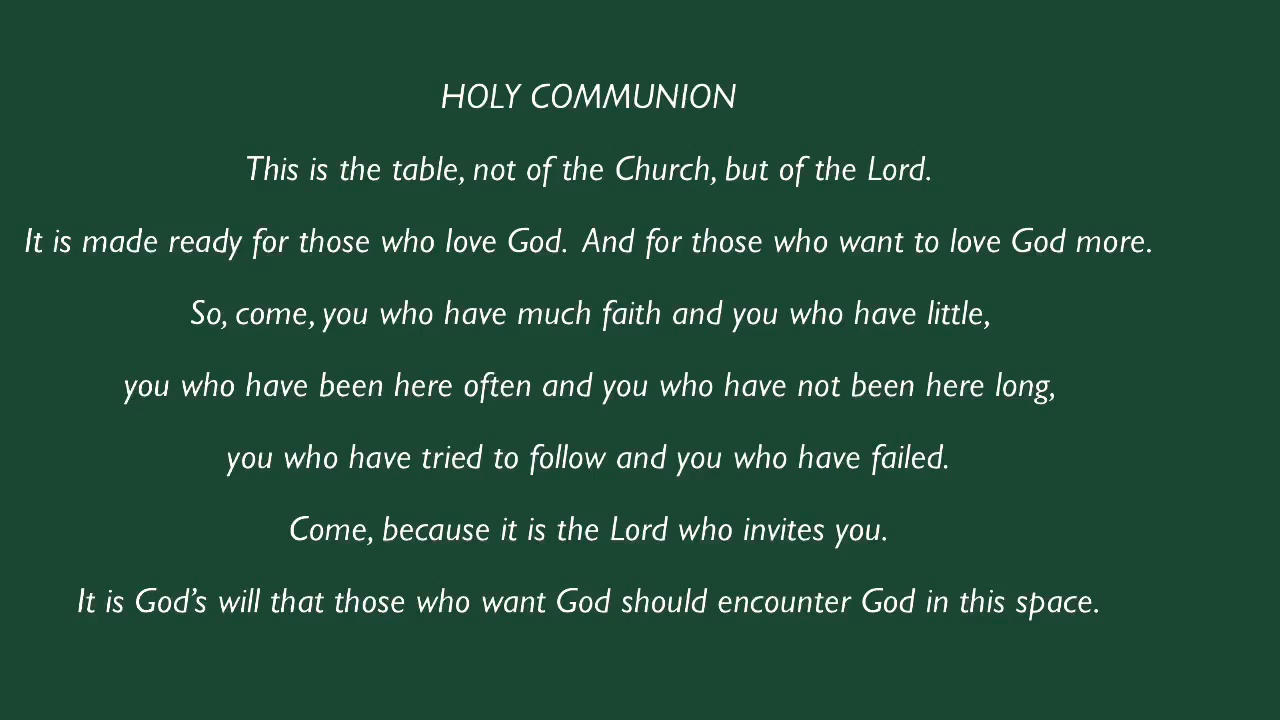 HOLY COMMUNION
This is the table, not of the Church, but of the Lord.
It is made ready for those who love God.  And for those who want to love God more.
So, come, you who have much faith and you who have little,
you who have been here often and you who have not been here long,
you who have tried to follow and you who have failed.
Come, because it is the Lord who invites you.
It is God’s will that those who want God should encounter God in this space.